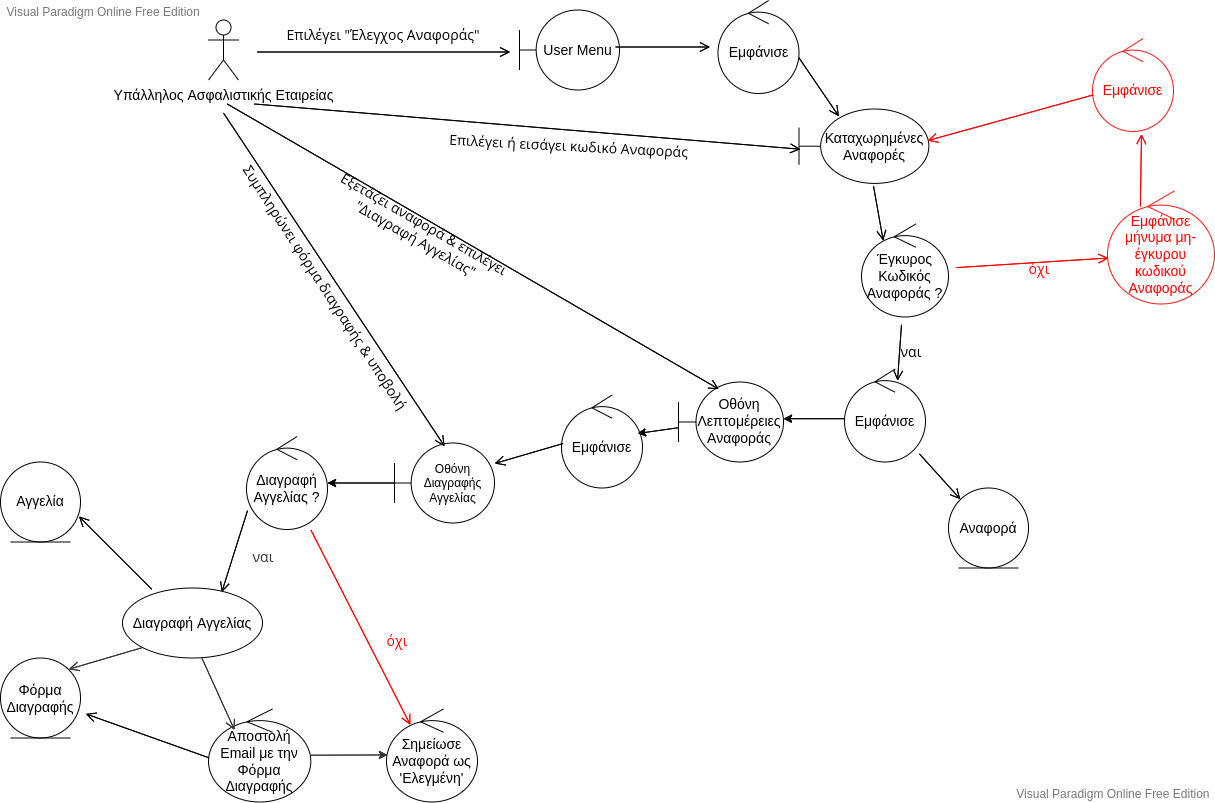 Visual Paradigm Online Free Edition
Επιλέγει "Έλεγχος Αναφοράς"
User Menu
Εμφάνισε
Εμφάνισε
Υπάλληλος Ασφαλιστικής Εταιρείας
Επιλέγει ή εισάγει κωδικό Αναφοράς
Καταχωρημένες
Αναφορές
Εξετάζει αναφορά & επιλέγει
"Διαγραφή Αγγελίας"
Συμπληρώνει φόρμα διαγραφής & υποβολή
Εμφάνισε
μήνυμα μη-
έγκυρου
κωδικού
Αναφοράς
Έγκυρος
Κωδικός
Αναφοράς ?
όχι
ναι
Οθόνη
Λεπτομέρειες
Αναφοράς
Εμφάνισε
Εμφάνισε
Οθόνη
Διαγραφής
Αγγελίας
Διαγραφή
Αγγελίας ?
Αγγελία
Αναφορά
ναι
Διαγραφή Αγγελίας
όχι
Φόρμα
Διαγραφής
Αποστολή
Email με την
Φόρμα
Διαγραφής
Σημείωσε
Αναφορά ως
'Ελεγμένη'
Visual Paradigm Online Free Edition